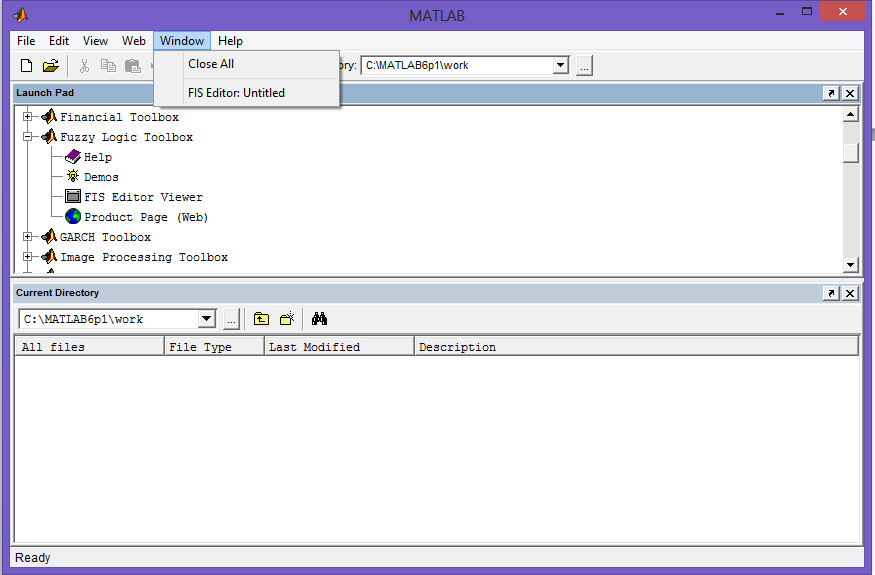 MATLAB
File Edit View Web Window Help
Close All
FIS Editor: Untitled
ory: C:\MATLAB6p1\work ...
Launch Pad
Financial Toolbox
Fuzzy Logic Toolbox
Help
Demos
FIS Editor Viewer
Product Page (Web)
GARCH Toolbox
Image Processing Toolbox
Current Directory
C:\MATLAB6p1\work ...
All files File Type Last Modified Description
Ready